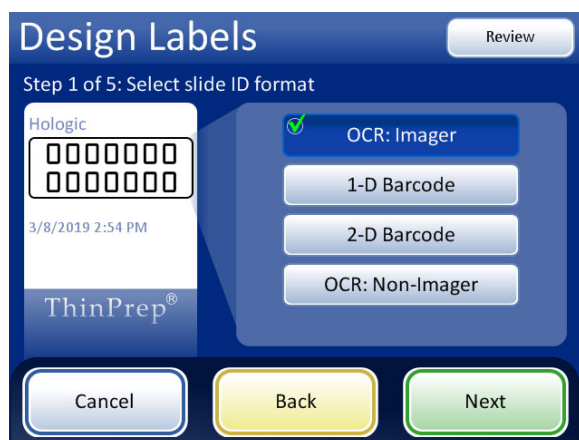 Design Labels
Review
Step 1 of 5: Select slide ID format
Hologic
0000000
0000000
3/8/2019 2:54 PM
ThinPrep®
OCR: Imager
1-D Barcode
2-D Barcode
OCR: Non-Imager
Cancel
Back
Next